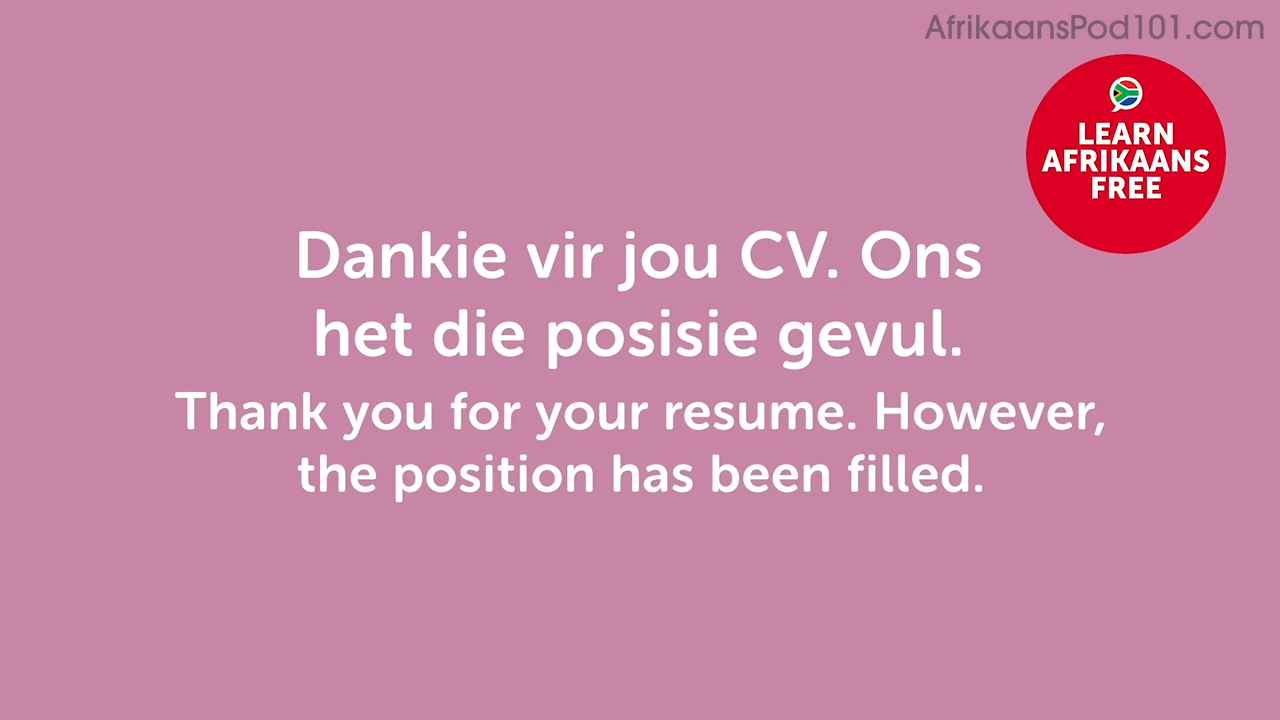 AfrikaansPod101.com
LEARN
AFRIKAANS
FREE
Dankie vir jou CV. Ons
het die posisie gevul.
Thank you for your resume. However,
the position has been filled.